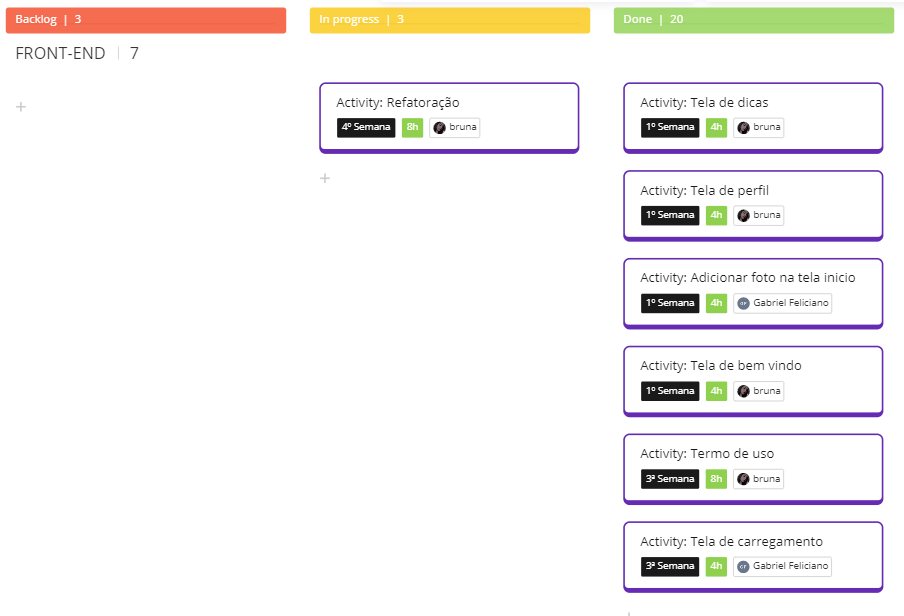 Backlog | 3
In progress | 3
Done | 20
FRONT-END | 7
+
Activity: Refatoração
4º Semana 8h bruna
+
Activity: Tela de dicas
1º Semana 4h bruna
Activity: Tela de perfil
1º Semana 4h bruna
Activity: Adicionar foto na tela inicio
1º Semana 4h GF Gabriel Feliciano
Activity: Tela de bem vindo
1º Semana 4h bruna
Activity: Termo de uso
3ª Semana 8h bruna
Activity: Tela de carregamento
3ª Semana 4h GF Gabriel Feliciano